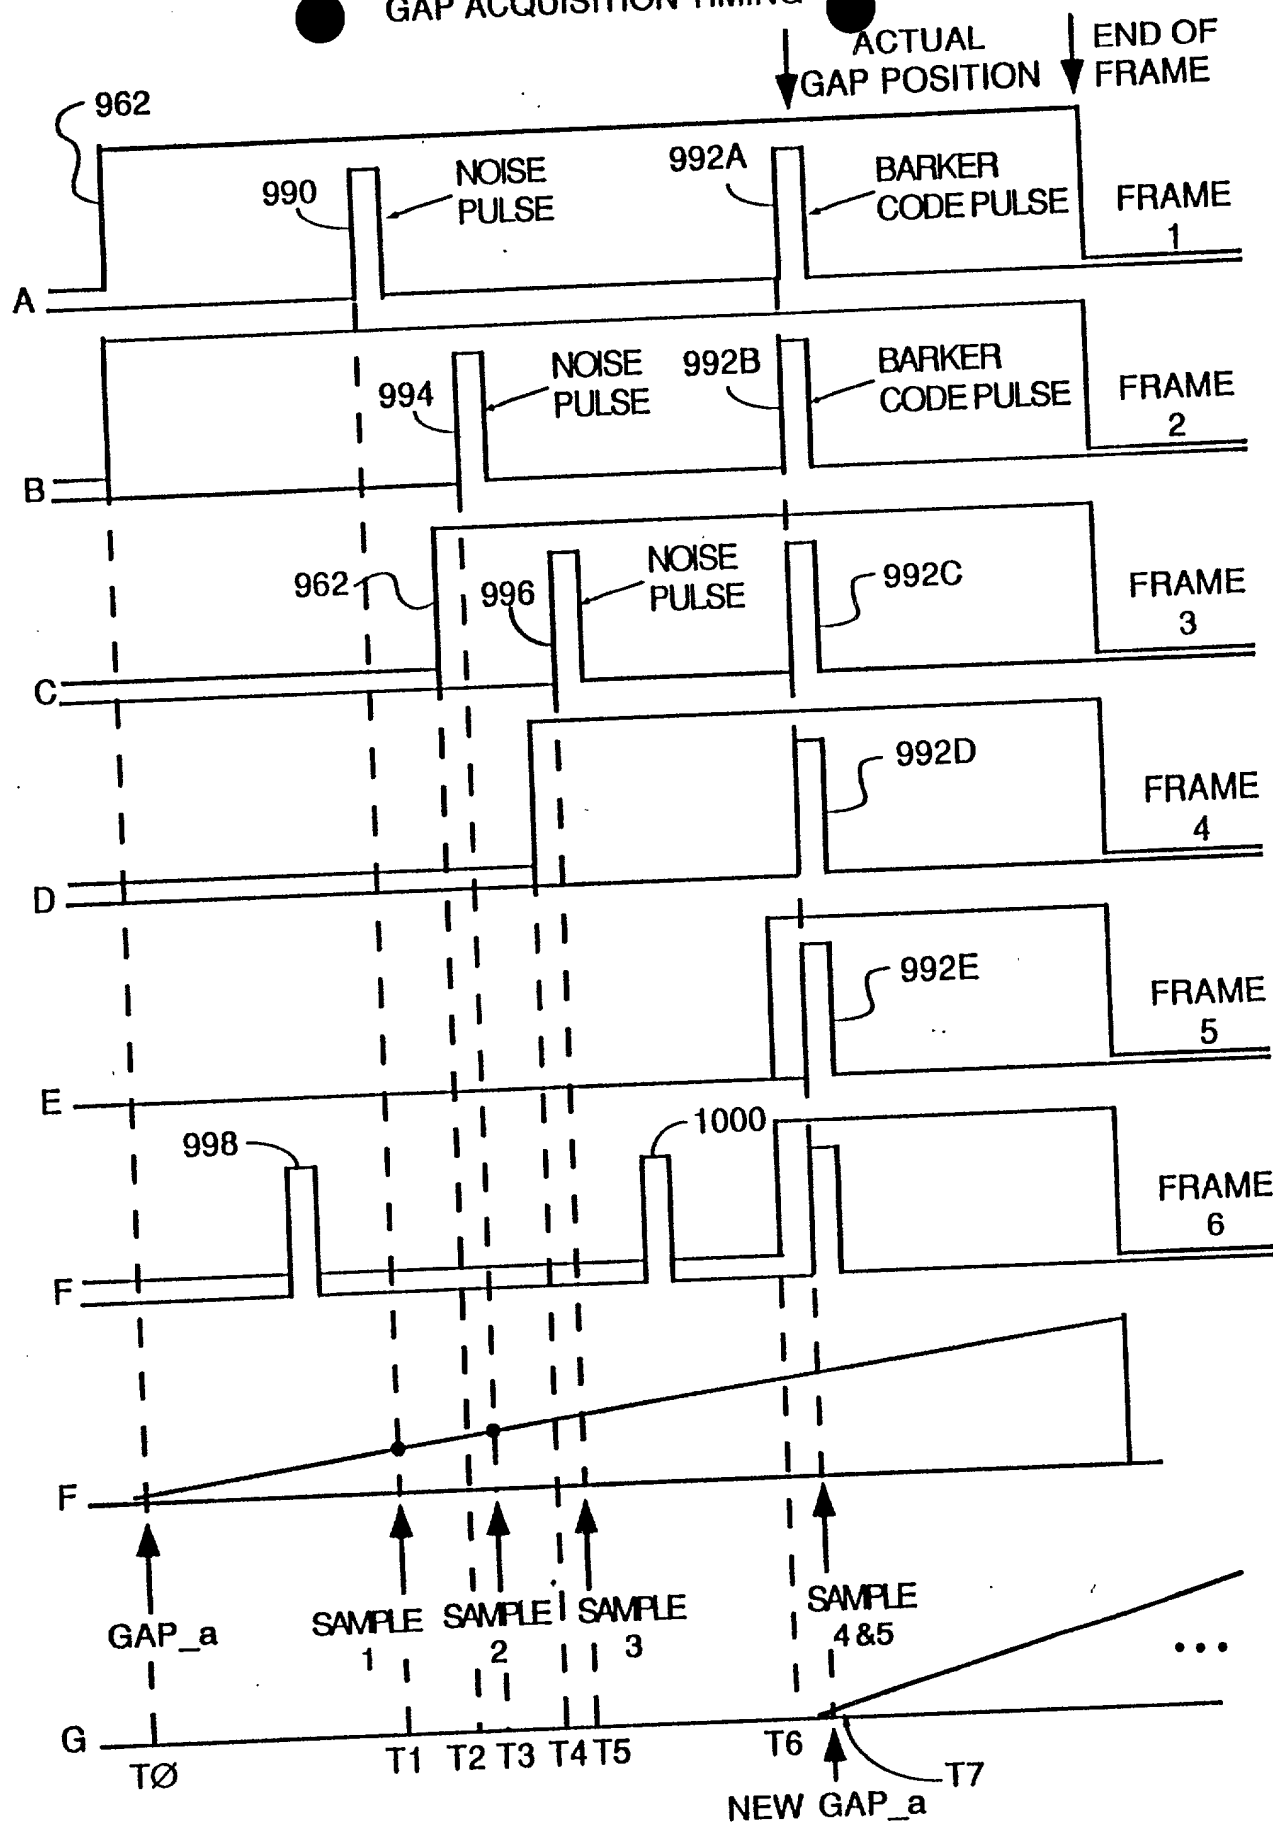 GAP ACQUISITION TIMING
ACTUAL
GAP POSITION
END OF
FRAME
962
990
NOISE
PULSE
992A
BARKER
CODE PULSE
FRAME
1
A
994
NOISE
PULSE
992B
BARKER
CODE PULSE
FRAME
2
B
962
996
NOISE
PULSE
992C
FRAME
3
C
992D
FRAME
4
D
992E
FRAME
5
E
998
1000
FRAME
6
F
F
GAP_a
SAMPLE
1
SAMPLE
2
SAMPLE
3
SAMPLE
4&5
...
G
TØ
T1
T2
T3
T4
T5
T6
T7
NEW GAP_a